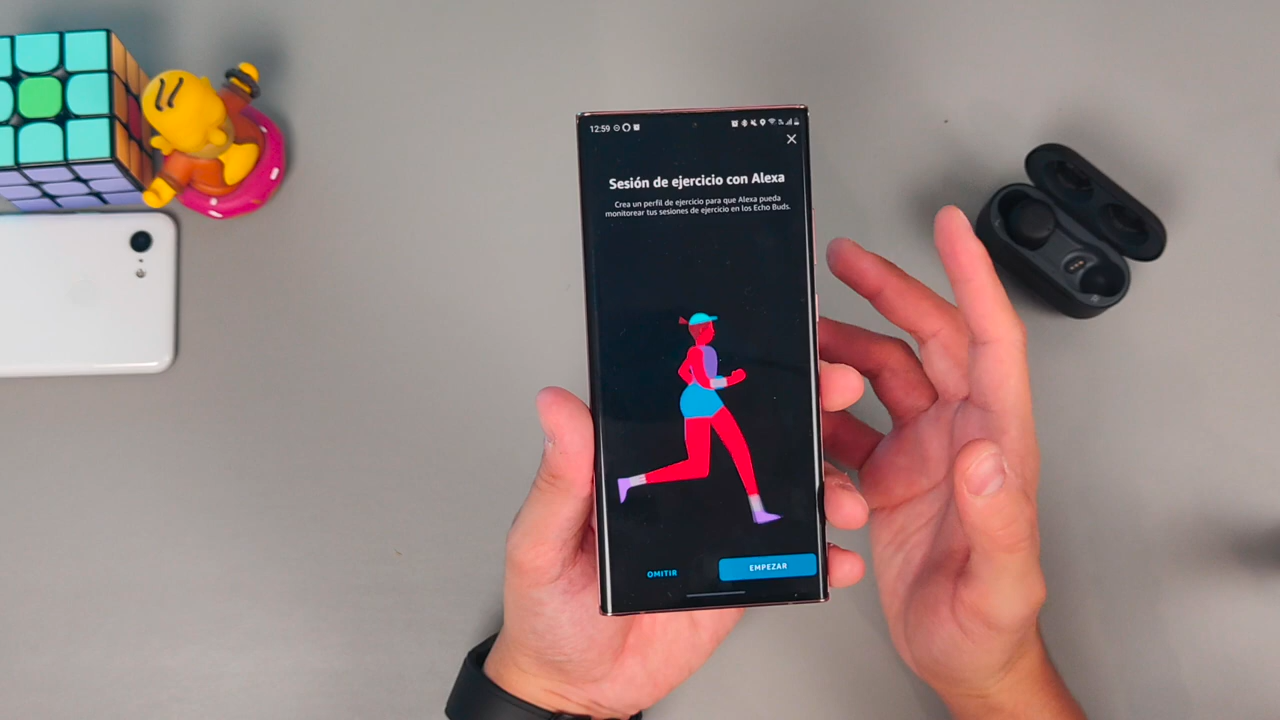 12:59
Sesión de ejercicio con Alexa
Crea un perfil de ejercicio para que Alexa pueda
monitorear tus sesiones de ejercicio en los Echo Buds.
OMITIR
EMPEZAR